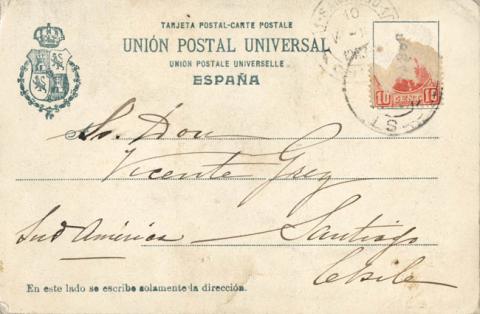 TARJETA POSTAL-CARTE POSTALE
UNIÓN POSTAL UNIVERSAL
UNION POSTALE UNIVERSELLE
ESPAÑA
10 CENT 10
Sr. Don
Vicente Grez
Sud América
Santiago
Chile
En este lado se escribe solamente la dirección.